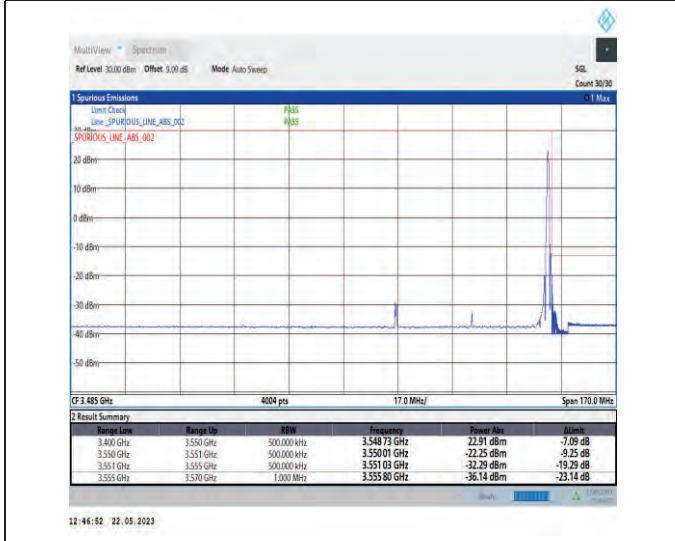 MultiView Spectrum
Ref Level 30.00 dBm Offset 9.09 dB Mode Auto Sweep SGL
Count 30/30
1 Spurious Emissions 1 Max
Limit Check PASS
Line _SPURIOUS_LINE_ABS_002 PASS
_SPURIOUS_LINE_ABS_002
20 dBm
10 dBm
0 dBm
-10 dBm
-20 dBm
-30 dBm
-40 dBm
-50 dBm
CF 3.485 GHz 4004 pts 17.0 MHz/ Span 170.0 MHz
2 Result Summary
Range Low Range Up RBW Frequency Power Abs ΔLimit
3.400 GHz 3.550 GHz 500.000 kHz 3.54873 GHz 22.91 dBm -7.09 dB
3.550 GHz 3.551 GHz 500.000 kHz 3.55001 GHz -22.25 dBm -9.25 dB
3.551 GHz 3.555 GHz 500.000 kHz 3.55103 GHz -32.29 dBm -19.29 dB
3.555 GHz 3.570 GHz 1.000 MHz 3.55580 GHz -36.14 dBm -23.14 dB
12:46:52 22.05.2023